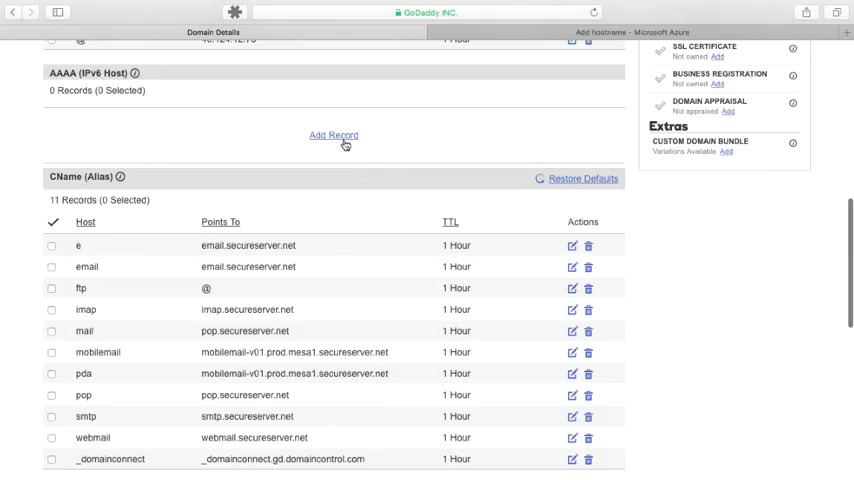 GoDaddy INC.
Domain Details
Add hostname - Microsoft Azure
@
AAAA (IPv6 Host)
0 Records (0 Selected)
Add Record
CName (Alias)
Restore Defaults
11 Records (0 Selected)
Host Points To TTL Actions
e email.secureserver.net 1 Hour
email email.secureserver.net 1 Hour
ftp @ 1 Hour
imap imap.secureserver.net 1 Hour
mail pop.secureserver.net 1 Hour
mobilemail mobilemail-v01.prod.mesa1.secureserver.net 1 Hour
pda mobilemail-v01.prod.mesa1.secureserver.net 1 Hour
pop pop.secureserver.net 1 Hour
smtp smtp.secureserver.net 1 Hour
webmail webmail.secureserver.net 1 Hour
_domainconnect _domainconnect.gd.domaincontrol.com 1 Hour
SSL CERTIFICATE
Not owned Add
BUSINESS REGISTRATION
Not owned Add
DOMAIN APPRAISAL
Not appraised Add
Extras
CUSTOM DOMAIN BUNDLE
Variations Available Add